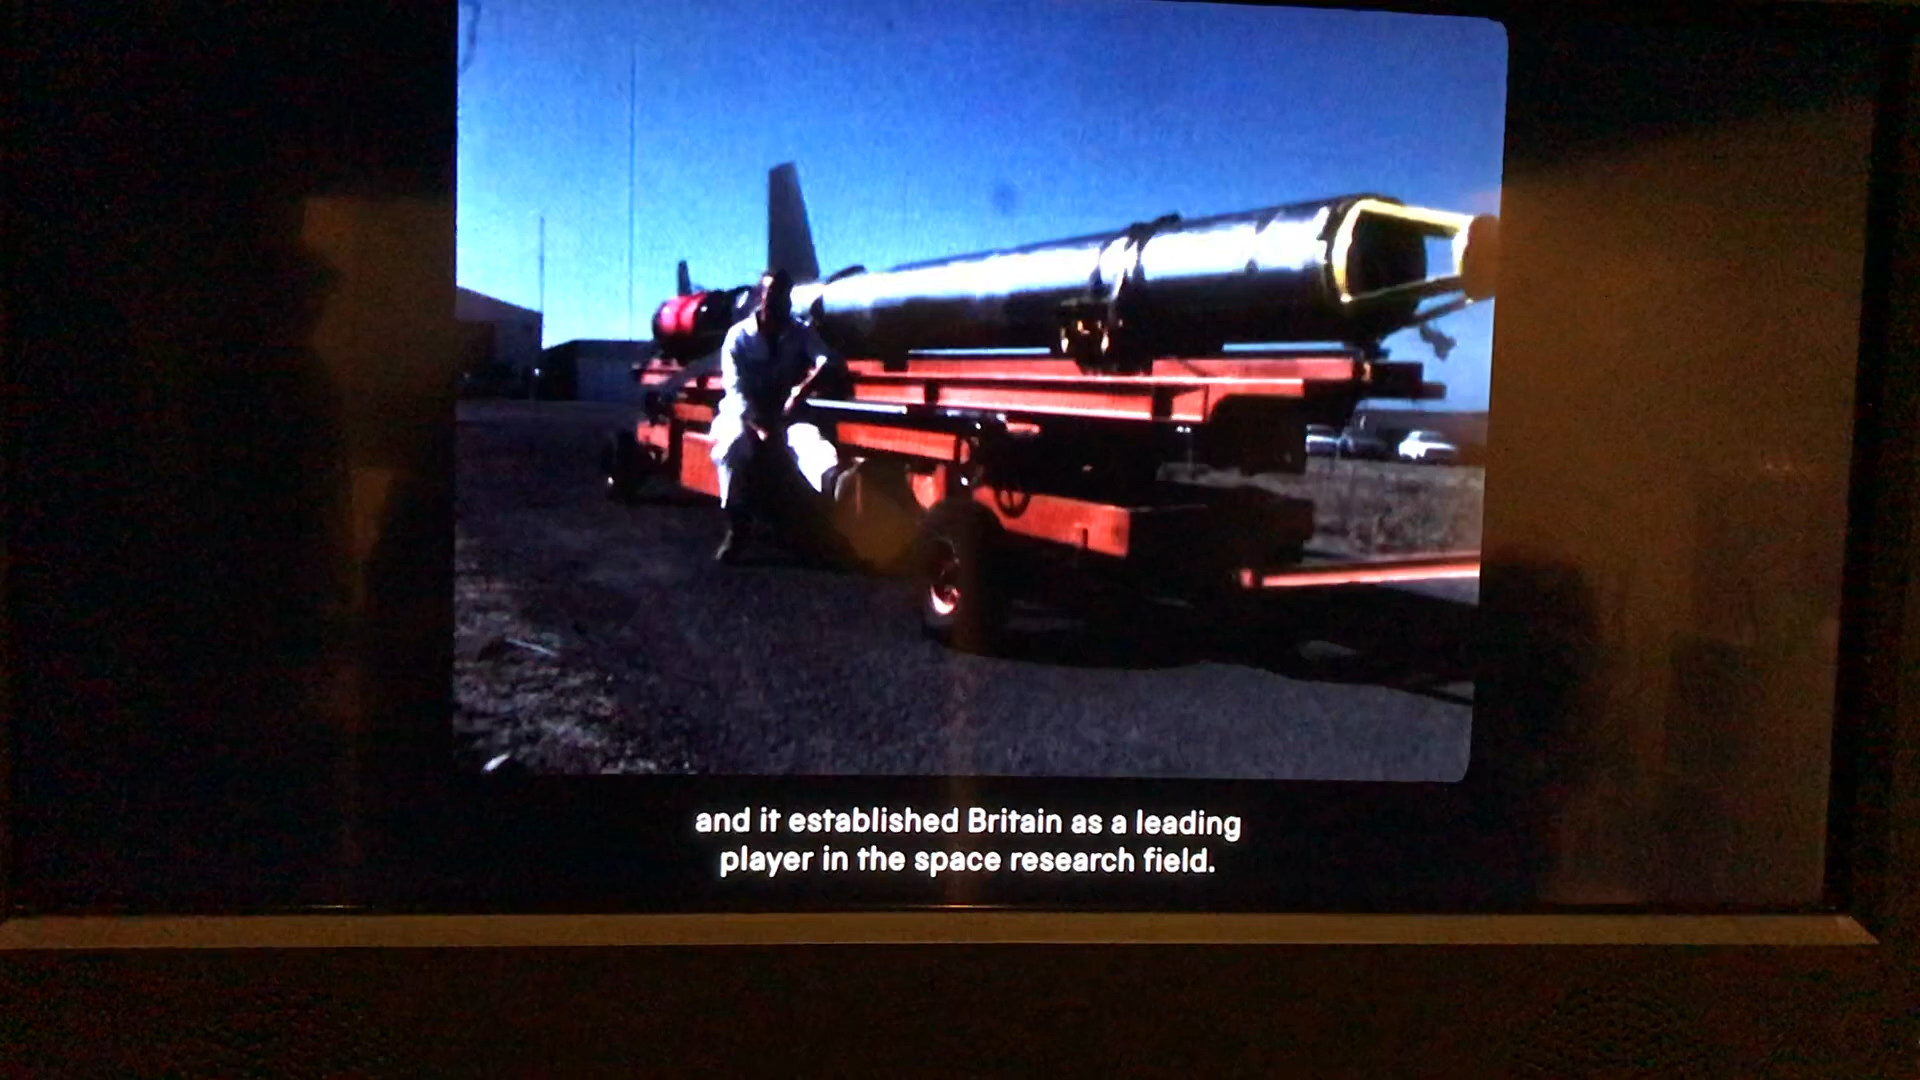 and it established Britain as a leading
player in the space research field.